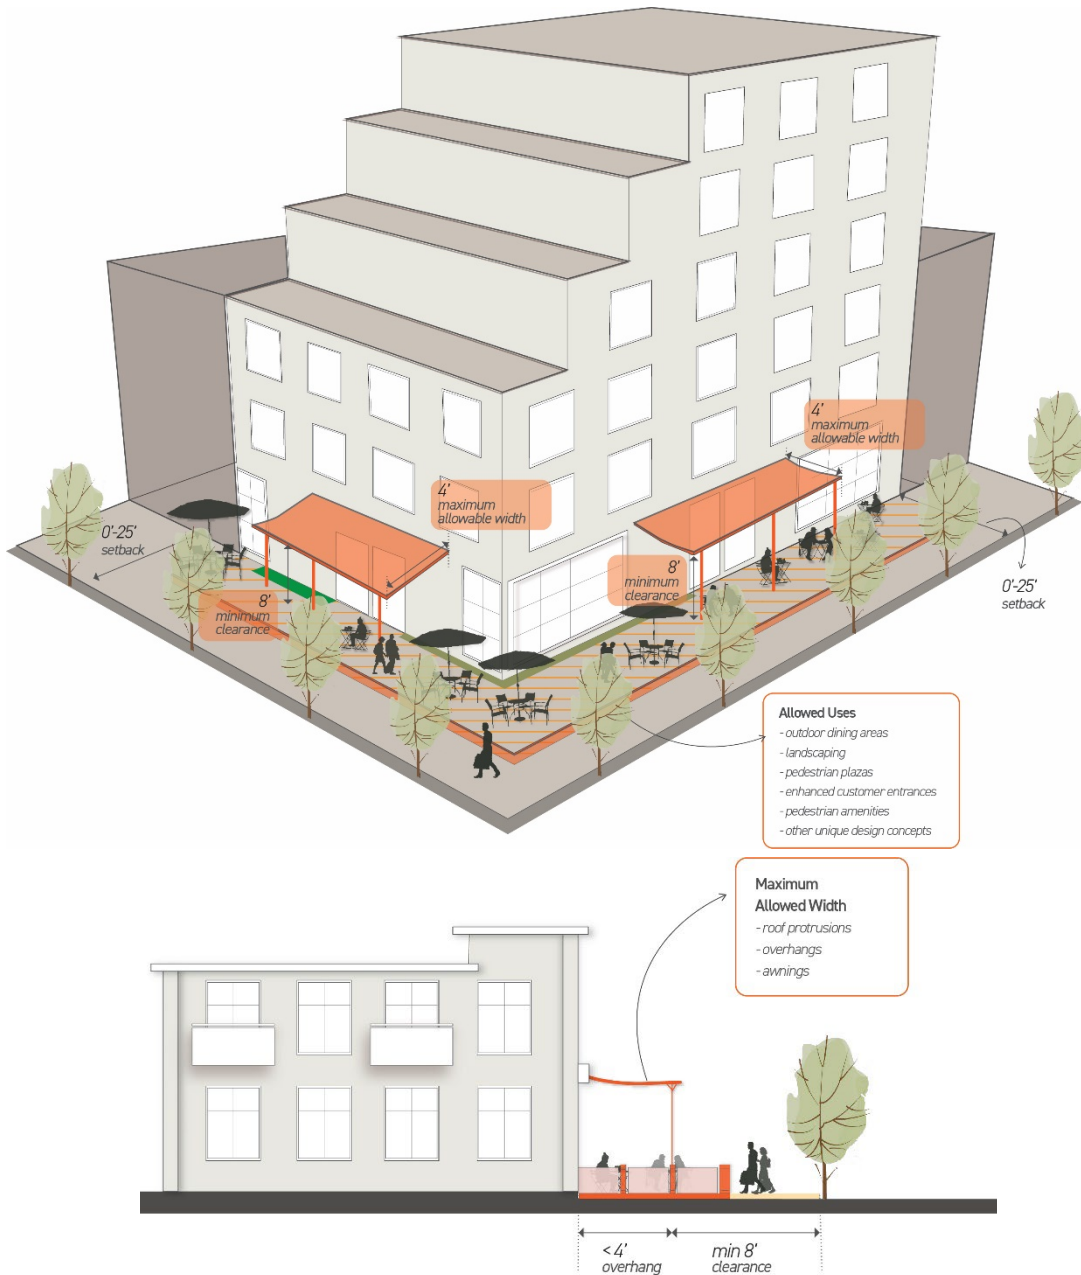 4'
maximum
allowable width
4'
maximum
allowable width
0'-25'
setback
8'
minimum
clearance
8'
minimum
clearance
0'-25'
setback
Allowed Uses
- outdoor dining areas
- landscaping
- pedestrian plazas
- enhanced customer entrances
- pedestrian amenities
- other unique design concepts
Maximum
Allowed Width
- roof protrusions
- overhangs
- awnings
< 4'
overhang
min 8'
clearance